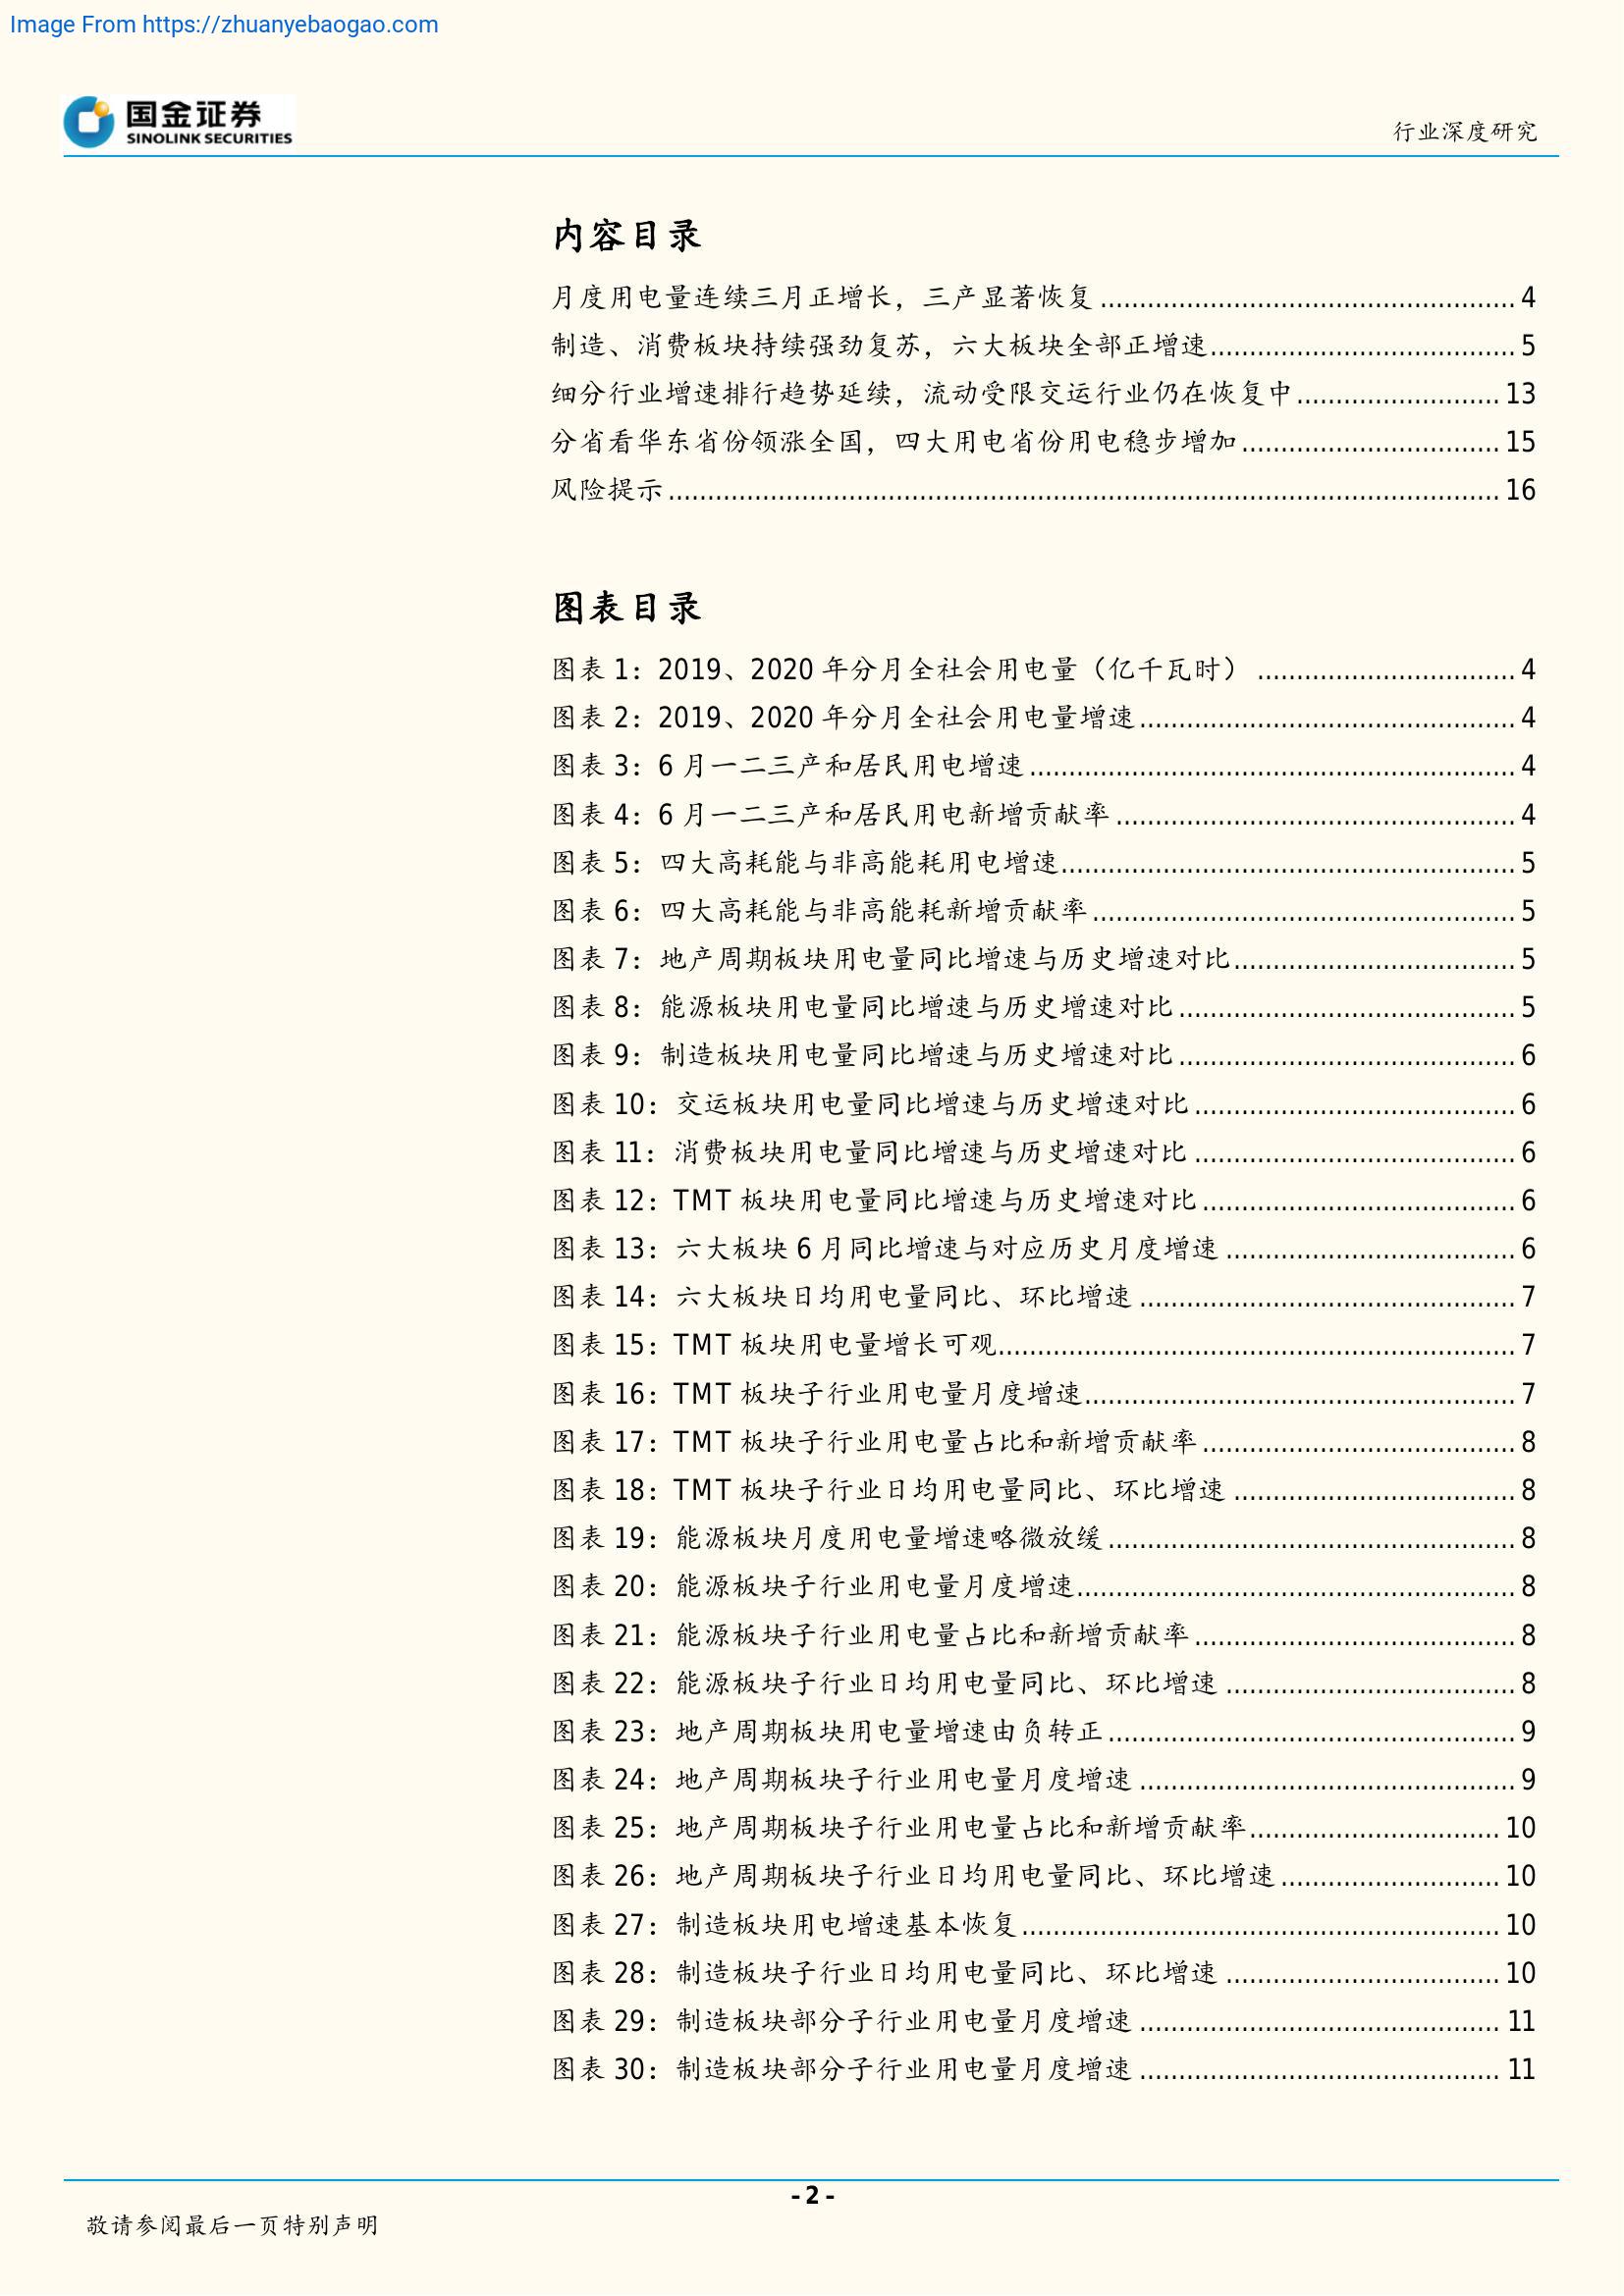 Image From https://zhuanyebaogao.com
国金证券
SINOLINK SECURITIES
行业深度研究
内容目录
月度用电量连续三月正增长，三产显著恢复 ..................................................... 4
制造、消费板块持续强劲复苏，六大板块全部正增速....................................... 5
细分行业增速排行趋势延续，流动受限交运行业仍在恢复中.......................... 13
分省看华东省份领涨全国，四大用电省份用电稳步增加................................. 15
风险提示........................................................................................................... 16
图表目录
图表 1：2019、2020 年分月全社会用电量（亿千瓦时） ................................. 4
图表 2：2019、2020 年分月全社会用电量增速................................................ 4
图表 3：6 月一二三产和居民用电增速.............................................................. 4
图表 4：6 月一二三产和居民用电新增贡献率................................................... 4
图表 5：四大高耗能与非高能耗用电增速.......................................................... 5
图表 6：四大高耗能与非高能耗新增贡献率...................................................... 5
图表 7：地产周期板块用电量同比增速与历史增速对比.................................... 5
图表 8：能源板块用电量同比增速与历史增速对比........................................... 5
图表 9：制造板块用电量同比增速与历史增速对比........................................... 6
图表 10：交运板块用电量同比增速与历史增速对比......................................... 6
图表 11：消费板块用电量同比增速与历史增速对比......................................... 6
图表 12：TMT 板块用电量同比增速与历史增速对比........................................ 6
图表 13：六大板块 6 月同比增速与对应历史月度增速..................................... 6
图表 14：六大板块日均用电量同比、环比增速................................................ 7
图表 15：TMT 板块用电量增长可观.................................................................. 7
图表 16：TMT 板块子行业用电量月度增速....................................................... 7
图表 17：TMT 板块子行业用电量占比和新增贡献率........................................ 8
图表 18：TMT 板块子行业日均用电量同比、环比增速.................................... 8
图表 19：能源板块月度用电量增速略微放缓.................................................... 8
图表 20：能源板块子行业用电量月度增速........................................................ 8
图表 21：能源板块子行业用电量占比和新增贡献率......................................... 8
图表 22：能源板块子行业日均用电量同比、环比增速..................................... 8
图表 23：地产周期板块用电量增速由负转正.................................................... 9
图表 24：地产周期板块子行业用电量月度增速................................................ 9
图表 25：地产周期板块子行业用电量占比和新增贡献率................................ 10
图表 26：地产周期板块子行业日均用电量同比、环比增速............................ 10
图表 27：制造板块用电增速基本恢复............................................................. 10
图表 28：制造板块子行业日均用电量同比、环比增速................................... 10
图表 29：制造板块部分子行业用电量月度增速.............................................. 11
图表 30：制造板块部分子行业用电量月度增速.............................................. 11
- 2 -
敬请参阅最后一页特别声明